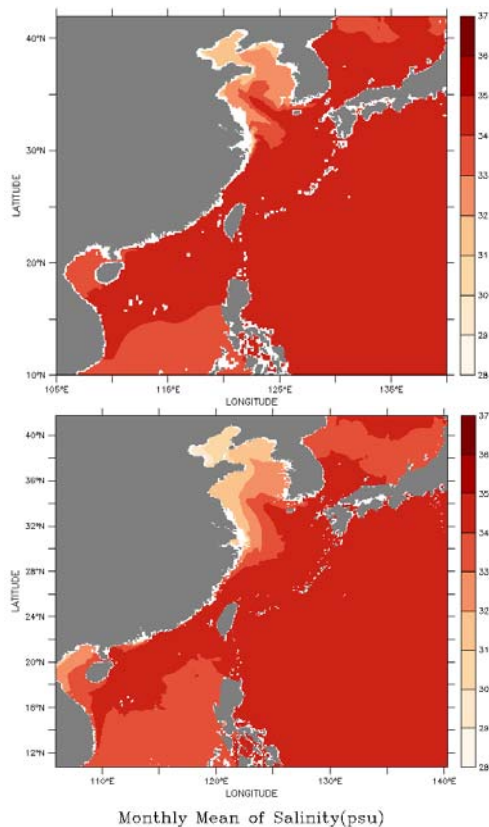 40°N
30°N
20°N
10°N
LATITUDE
105°E 115°E 125°E 135°E
LONGITUDE
37
36
35
34
33
32
31
30
29
28
40°N
36°N
32°N
28°N
24°N
20°N
16°N
12°N
LATITUDE
110°E 120°E 130°E 140°E
LONGITUDE
37
36
35
34
33
32
31
30
29
28
Monthly Mean of Salinity(psu)